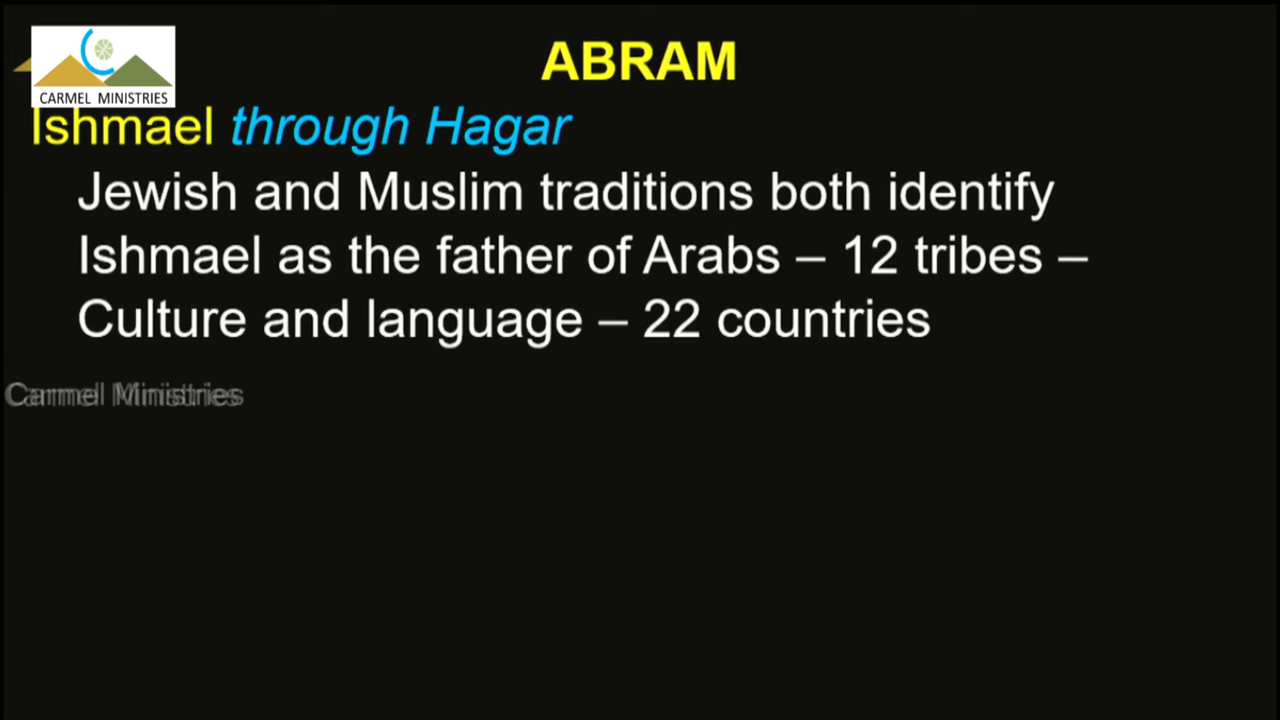 CARMEL MINISTRIES
ABRAM
Ishmael through Hagar
Jewish and Muslim traditions both identify
Ishmael as the father of Arabs – 12 tribes –
Culture and language – 22 countries
Carmel Ministries